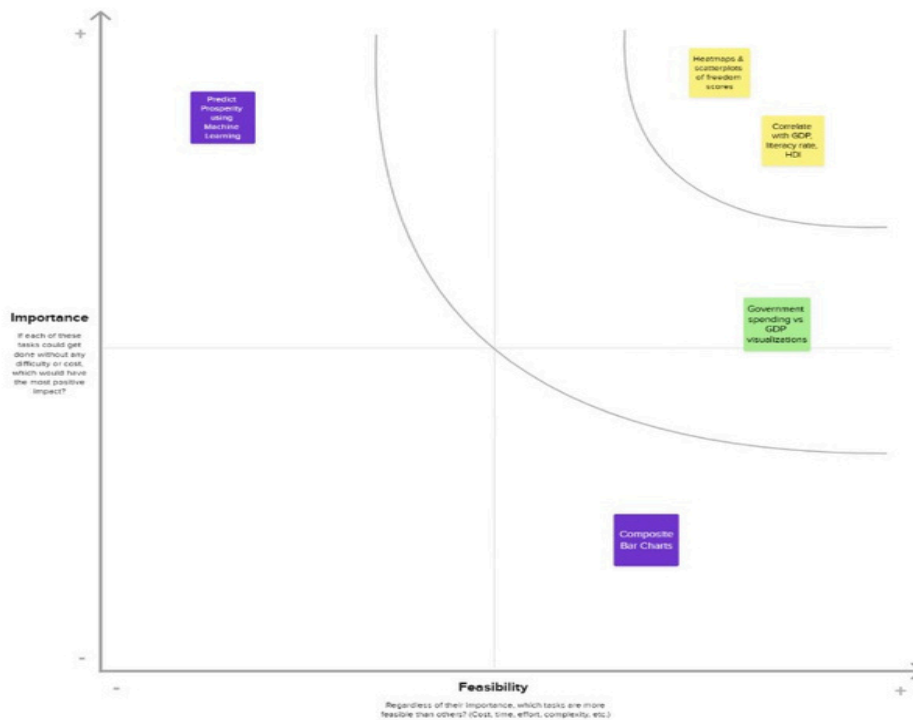 +
Heatmaps &
scatterplots
of freedom
scores
Predict
Prosperity
using
Machine
Learning
Correlate
with GDP,
literacy rate,
HDI
Government
spending vs
GDP
visualizations
Importance
If each of these
tasks could get
done without any
difficulty or cost,
which would have
the most positive
impact?
Composite
Bar Charts
-
-
Feasibility
+
Regardless of their importance, which tasks are more
feasible than others? (Cost, time, effort, complexity, etc.)